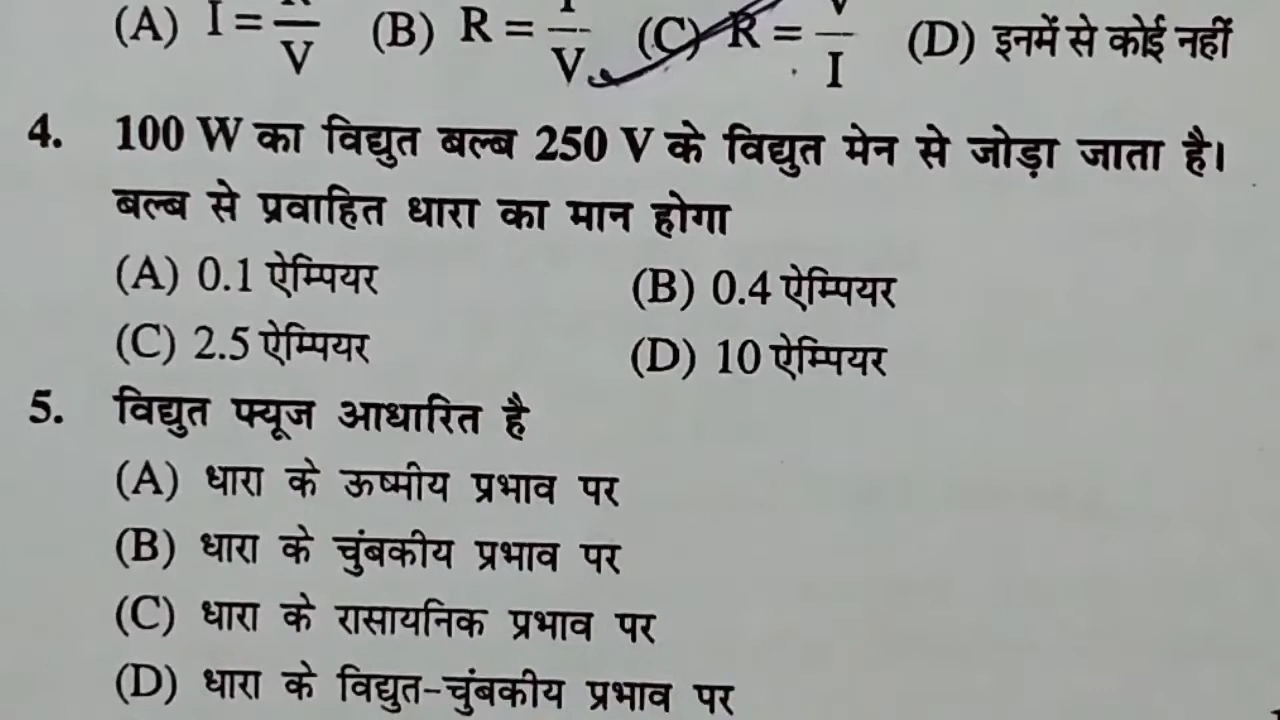 (A) I = R/V (B) R = I/V (C) R = V/I (D) इनमें से कोई नहीं
4. 100 W का विद्युत बल्ब 250 V के विद्युत मेन से जोड़ा जाता है।
बल्ब से प्रवाहित धारा का मान होगा
(A) 0.1 ऐम्पियर (B) 0.4 ऐम्पियर
(C) 2.5 ऐम्पियर (D) 10 ऐम्पियर
5. विद्युत फ्यूज आधारित है
(A) धारा के ऊष्मीय प्रभाव पर
(B) धारा के चुंबकीय प्रभाव पर
(C) धारा के रासायनिक प्रभाव पर
(D) धारा के विद्युत-चुंबकीय प्रभाव पर